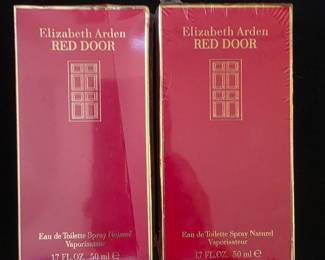 Elizabeth Arden
RED DOOR
Eau de Toilette Spray Naturel
Vaporisateur
1.7 FL.OZ. 50 ml ℮
Elizabeth Arden
RED DOOR
Eau de Toilette Spray Naturel
Vaporisateur
1.7 FL.OZ. 50 ml ℮